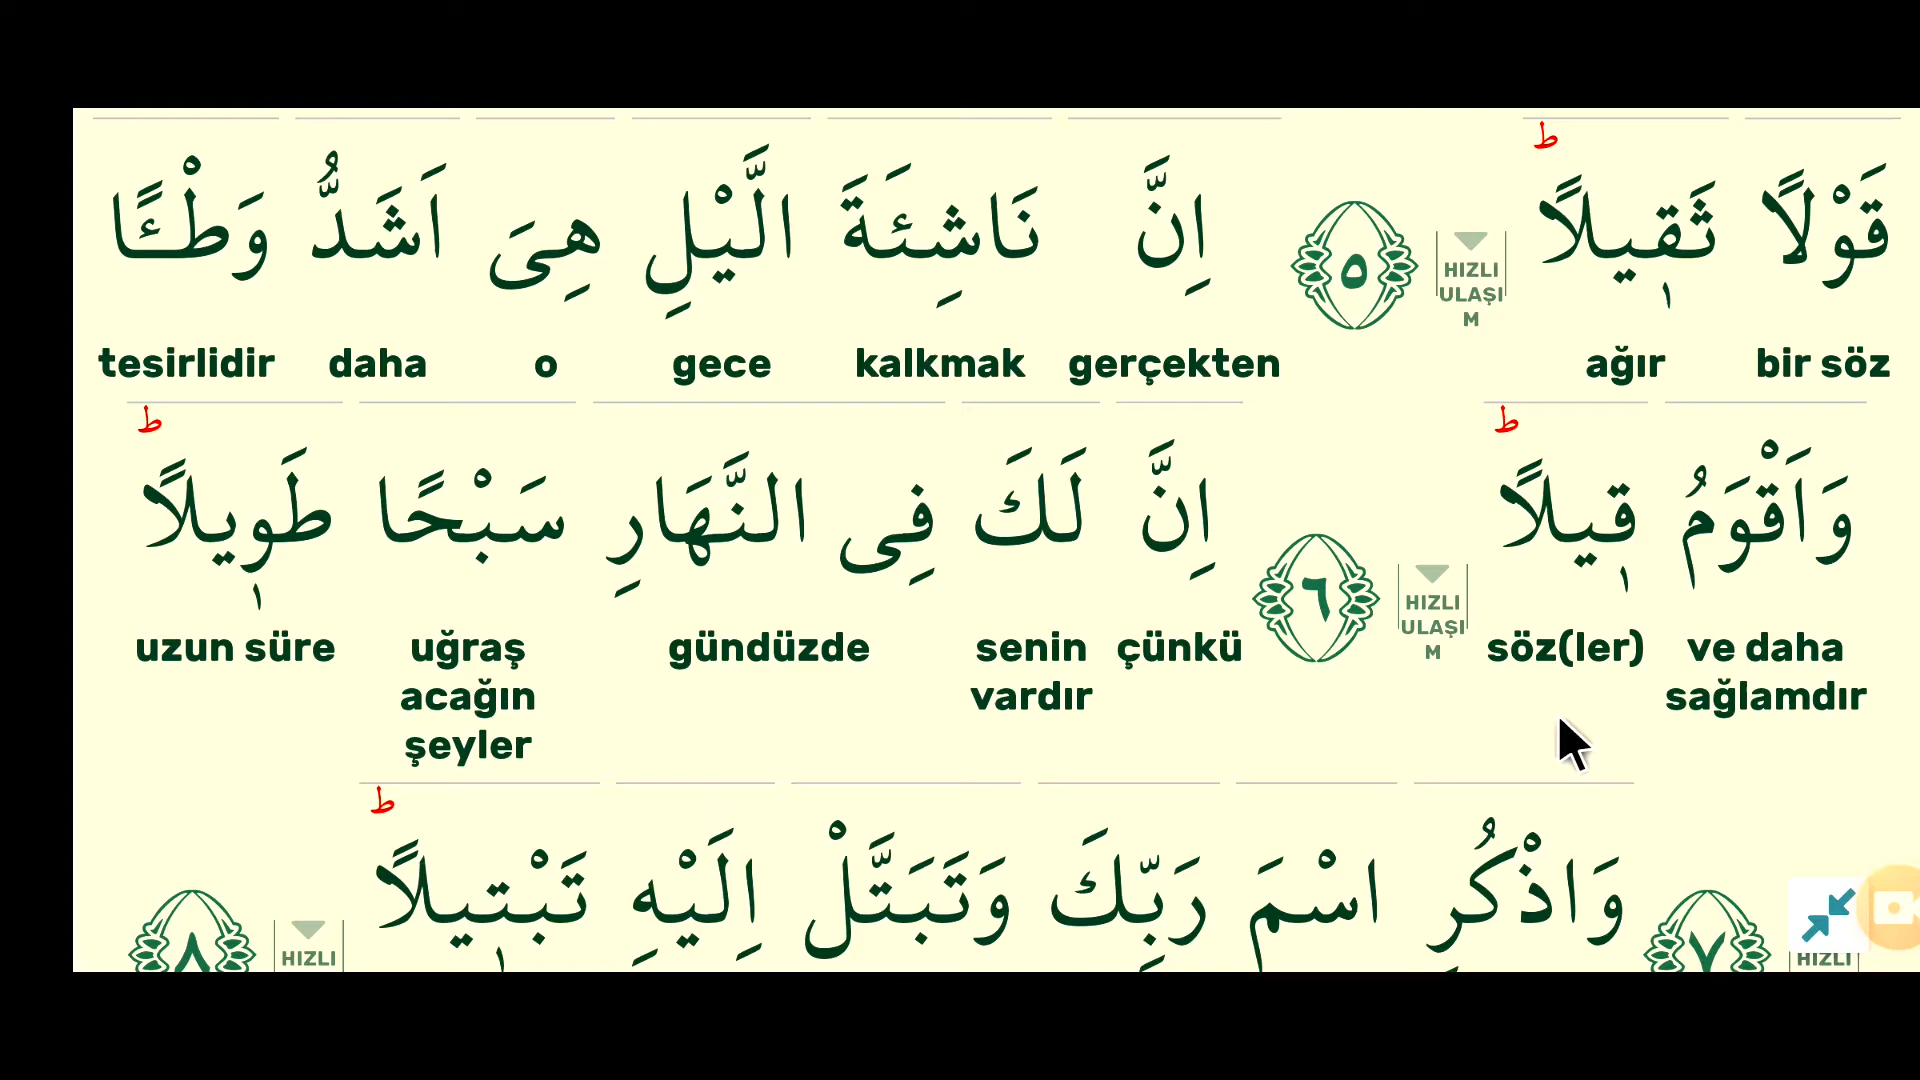 قَوْلًا ثَقٖيلًاؕ HIZLI ULAŞIM ٥ اِنَّ نَاشِئَةَ الَّيْلِ هِىَ اَشَدُّ وَطْـًٔا
bir söz ağır gerçekten kalkmak gece o daha tesirlidir
وَاَقْوَمُ قٖيلًاؕ HIZLI ULAŞIM ٦ اِنَّ لَكَ فِى النَّهَارِ سَبْحًا طَوٖيلًاؕ
ve daha sağlamdır söz(ler) çünkü senin vardır gündüzde uğraş acağın şeyler uzun süre
HIZLI ٧ وَاذْكُرِ اسْمَ رَبِّكَ وَتَبَتَّلْ اِلَيْهِ تَبْتٖيلًاؕ HIZLI ٨